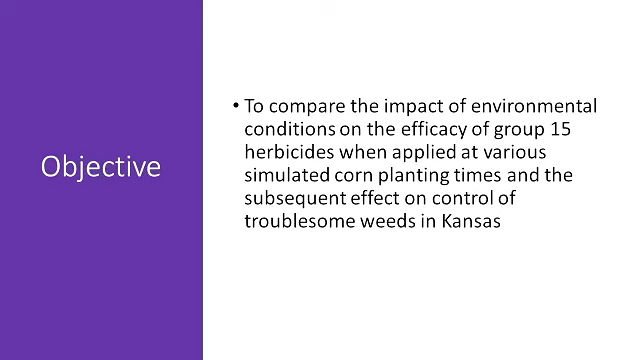 Objective
• To compare the impact of environmental
conditions on the efficacy of group 15
herbicides when applied at various
simulated corn planting times and the
subsequent effect on control of
troublesome weeds in Kansas